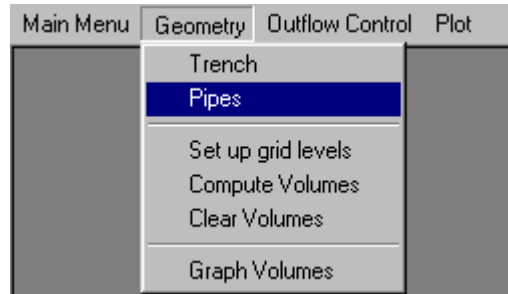 Main Menu Geometry Outflow Control Plot
Trench
Pipes
Set up grid levels
Compute Volumes
Clear Volumes
Graph Volumes